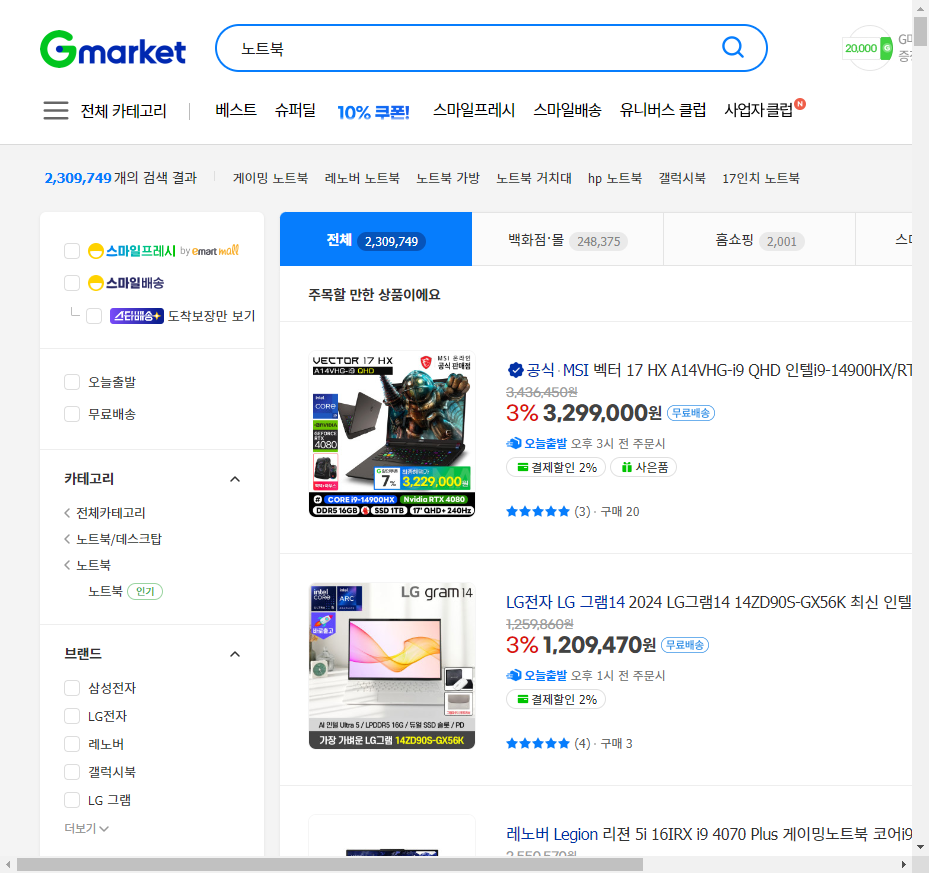 Gmarket
노트북
20,000 G
전체 카테고리
베스트
슈퍼딜
10% 쿠폰!
스마일프레시
스마일배송
유니버스 클럽
사업자클럽 N
2,309,749개의 검색 결과
게이밍 노트북
레노버 노트북
노트북 가방
노트북 거치대
hp 노트북
갤럭시북
17인치 노트북
스마일프레시 by emart mall
스마일배송
스타배송+ 도착보장만 보기
오늘출발
무료배송
카테고리
전체카테고리
노트북/데스크탑
노트북
노트북 인기
브랜드
삼성전자
LG전자
레노버
갤럭시북
LG 그램
더보기
전체 2,309,749
백화점·몰 248,375
홈쇼핑 2,001
주목할 만한 상품이에요
VECTOR 17 HX
A14VHG-i9 QHD
MSI 온라인
공식 판매점
intel
CORE i9
NVIDIA
GEFORCE
RTX
4080
7% 3,229,000원
# CORE i9-14900HX Nvidia RTX 4080
DDR5 16GB SSD 1TB 17" QHD+ 240Hz
공식 · MSI 벡터 17 HX A14VHG-i9 QHD 인텔i9-14900HX/RT
3,436,450원
3% 3,299,000원 무료배송
오늘출발 오후 3시 전 주문시
결제할인 2%
사은품
(3) · 구매 20
intel
CORE
intel
ARC
바로출고
LG gram 14
AI 인텔 Ultra 5 / LPDDR5 16G / 듀얼 SSD 슬롯 / PD
가장 가벼운 LG그램 14ZD90S-GX56K
LG전자 LG 그램14 2024 LG그램14 14ZD90S-GX56K 최신 인텔
1,259,860원
3% 1,209,470원 무료배송
오늘출발 오후 1시 전 주문시
결제할인 2%
(4) · 구매 3
레노버 Legion 리젼 5i 16IRX i9 4070 Plus 게이밍노트북 코어i9
2,550,570원